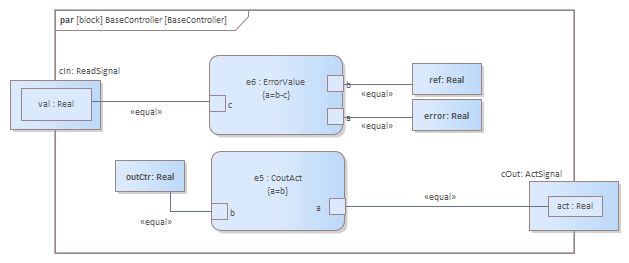 par [block] BaseController [BaseController]
cIn: ReadSignal
val : Real
«equal»
e6 : ErrorValue
{a=b-c}
c
b
a
«equal»
«equal»
ref: Real
error: Real
outCtr: Real
«equal»
e5 : CoutAct
{a=b}
b
a
«equal»
cOut: ActSignal
act : Real